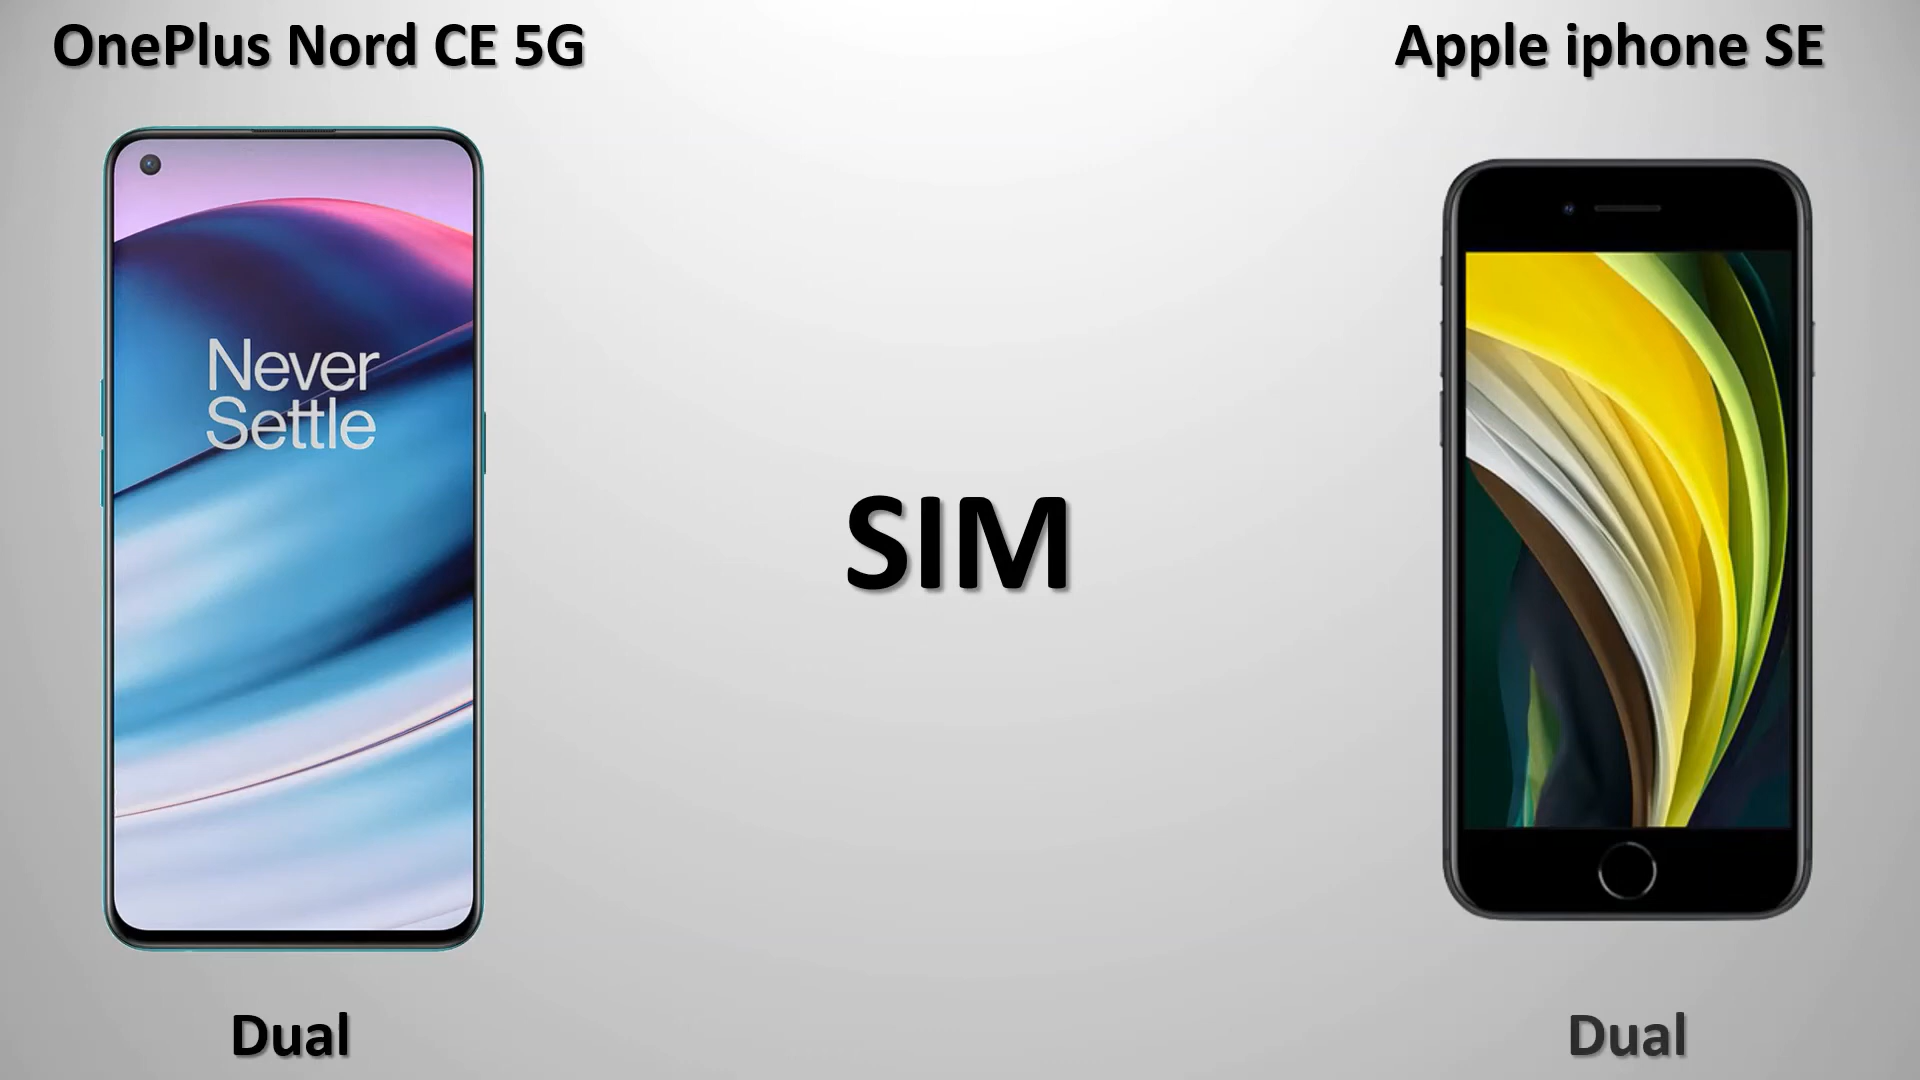 OnePlus Nord CE 5G
Apple iphone SE
Never
Settle
SIM
Dual
Dual